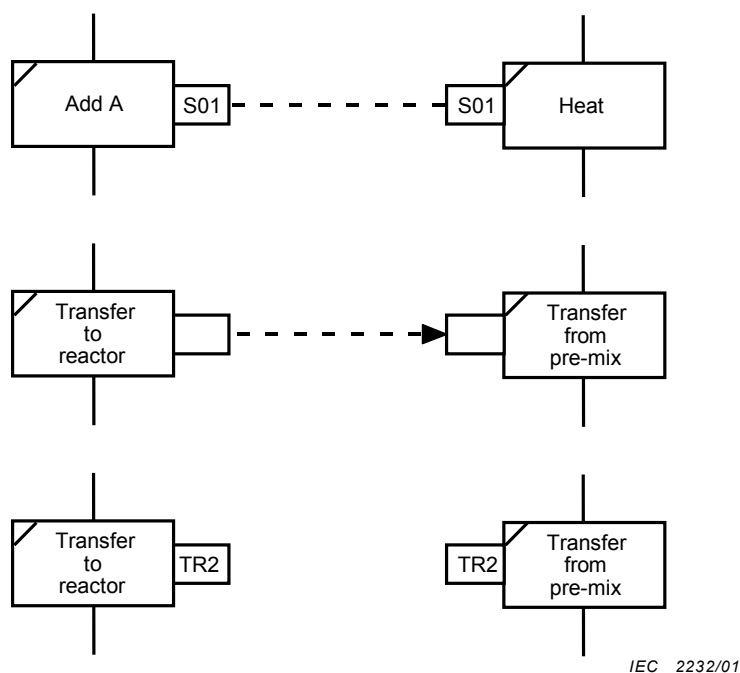 Add A
S01
S01
Heat
Transfer
to
reactor
Transfer
from
pre-mix
Transfer
to
reactor
TR2
TR2
Transfer
from
pre-mix
IEC 2232/01